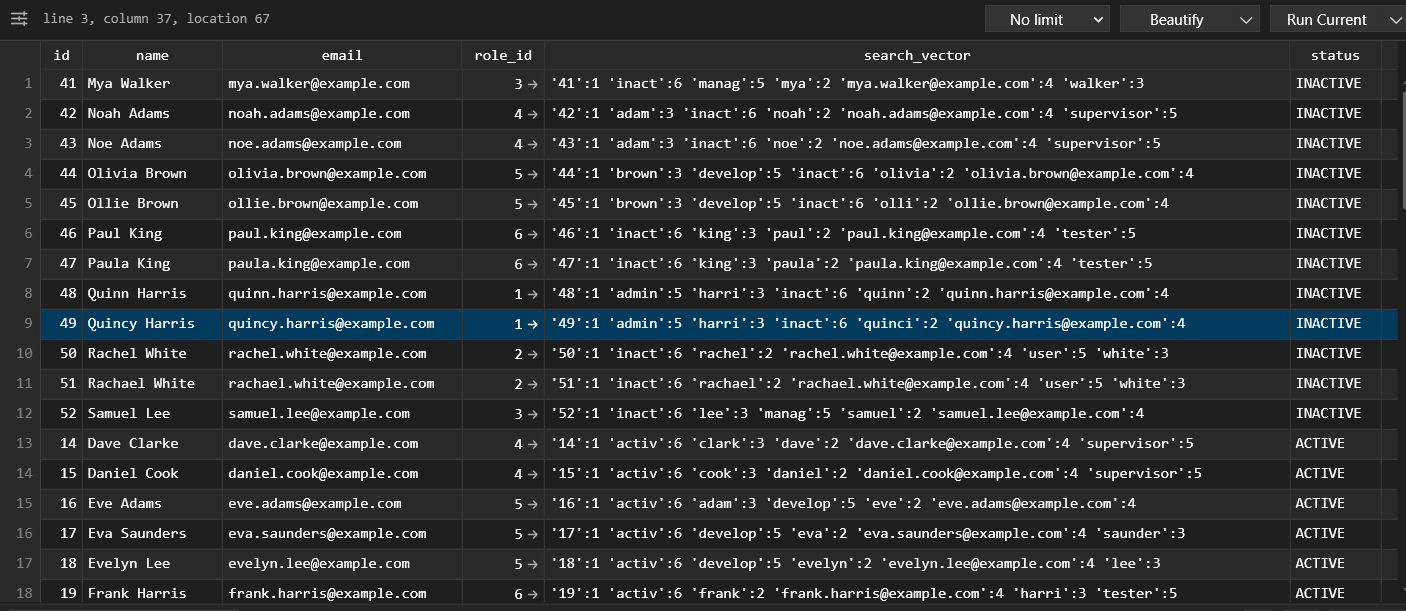 line 3, column 37, location 67 No limit Beautify Run Current
id name email role_id search_vector status
1 41 Mya Walker mya.walker@example.com 3 → '41':1 'inact':6 'manag':5 'mya':2 'mya.walker@example.com':4 'walker':3 INACTIVE
2 42 Noah Adams noah.adams@example.com 4 → '42':1 'adam':3 'inact':6 'noah':2 'noah.adams@example.com':4 'supervisor':5 INACTIVE
3 43 Noe Adams noe.adams@example.com 4 → '43':1 'adam':3 'inact':6 'noe':2 'noe.adams@example.com':4 'supervisor':5 INACTIVE
4 44 Olivia Brown olivia.brown@example.com 5 → '44':1 'brown':3 'develop':5 'inact':6 'olivia':2 'olivia.brown@example.com':4 INACTIVE
5 45 Ollie Brown ollie.brown@example.com 5 → '45':1 'brown':3 'develop':5 'inact':6 'olli':2 'ollie.brown@example.com':4 INACTIVE
6 46 Paul King paul.king@example.com 6 → '46':1 'inact':6 'king':3 'paul':2 'paul.king@example.com':4 'tester':5 INACTIVE
7 47 Paula King paula.king@example.com 6 → '47':1 'inact':6 'king':3 'paula':2 'paula.king@example.com':4 'tester':5 INACTIVE
8 48 Quinn Harris quinn.harris@example.com 1 → '48':1 'admin':5 'harri':3 'inact':6 'quinn':2 'quinn.harris@example.com':4 INACTIVE
9 49 Quincy Harris quincy.harris@example.com 1 → '49':1 'admin':5 'harri':3 'inact':6 'quinci':2 'quincy.harris@example.com':4 INACTIVE
10 50 Rachel White rachel.white@example.com 2 → '50':1 'inact':6 'rachel':2 'rachel.white@example.com':4 'user':5 'white':3 INACTIVE
11 51 Rachael White rachael.white@example.com 2 → '51':1 'inact':6 'rachael':2 'rachael.white@example.com':4 'user':5 'white':3 INACTIVE
12 52 Samuel Lee samuel.lee@example.com 3 → '52':1 'inact':6 'lee':3 'manag':5 'samuel':2 'samuel.lee@example.com':4 INACTIVE
13 14 Dave Clarke dave.clarke@example.com 4 → '14':1 'activ':6 'clark':3 'dave':2 'dave.clarke@example.com':4 'supervisor':5 ACTIVE
14 15 Daniel Cook daniel.cook@example.com 4 → '15':1 'activ':6 'cook':3 'daniel':2 'daniel.cook@example.com':4 'supervisor':5 ACTIVE
15 16 Eve Adams eve.adams@example.com 5 → '16':1 'activ':6 'adam':3 'develop':5 'eve':2 'eve.adams@example.com':4 ACTIVE
16 17 Eva Saunders eva.saunders@example.com 5 → '17':1 'activ':6 'develop':5 'eva':2 'eva.saunders@example.com':4 'saunder':3 ACTIVE
17 18 Evelyn Lee evelyn.lee@example.com 5 → '18':1 'activ':6 'develop':5 'evelyn':2 'evelyn.lee@example.com':4 'lee':3 ACTIVE
18 19 Frank Harris frank.harris@example.com 6 → '19':1 'activ':6 'frank':2 'frank.harris@example.com':4 'harri':3 'tester':5 ACTIVE